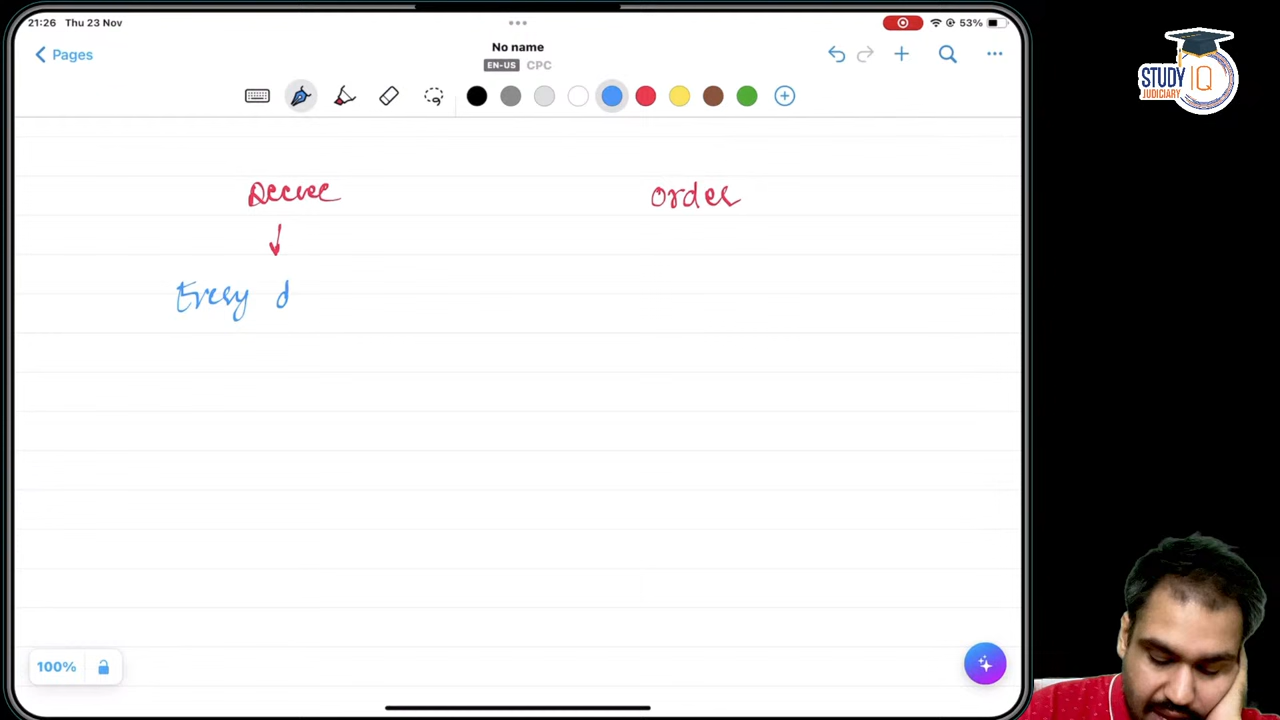 21:26 Thu 23 Nov
53%
Pages
No name
EN-US CPC
Decree
Order
Every d
100%
STUDY IQ
JUDICIARY